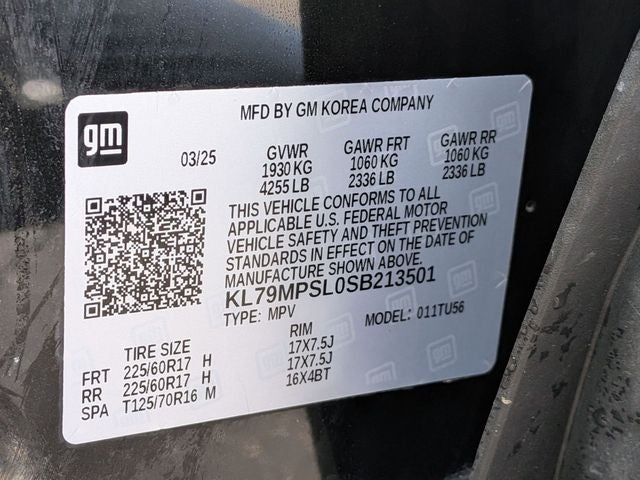 gm
MFD BY GM KOREA COMPANY
03/25 GVWR GAWR FRT GAWR RR
1930 KG 1060 KG 1060 KG
4255 LB 2336 LB 2336 LB
THIS VEHICLE CONFORMS TO ALL
APPLICABLE U.S. FEDERAL MOTOR
VEHICLE SAFETY AND THEFT PREVENTION
STANDARDS IN EFFECT ON THE DATE OF
MANUFACTURE SHOWN ABOVE.
KL79MPSL0SB213501
TYPE: MPV MODEL: 011TU56
TIRE SIZE RIM
FRT 225/60R17 H 17X7.5J
RR 225/60R17 H 17X7.5J
SPA T125/70R16 M 16X4BT